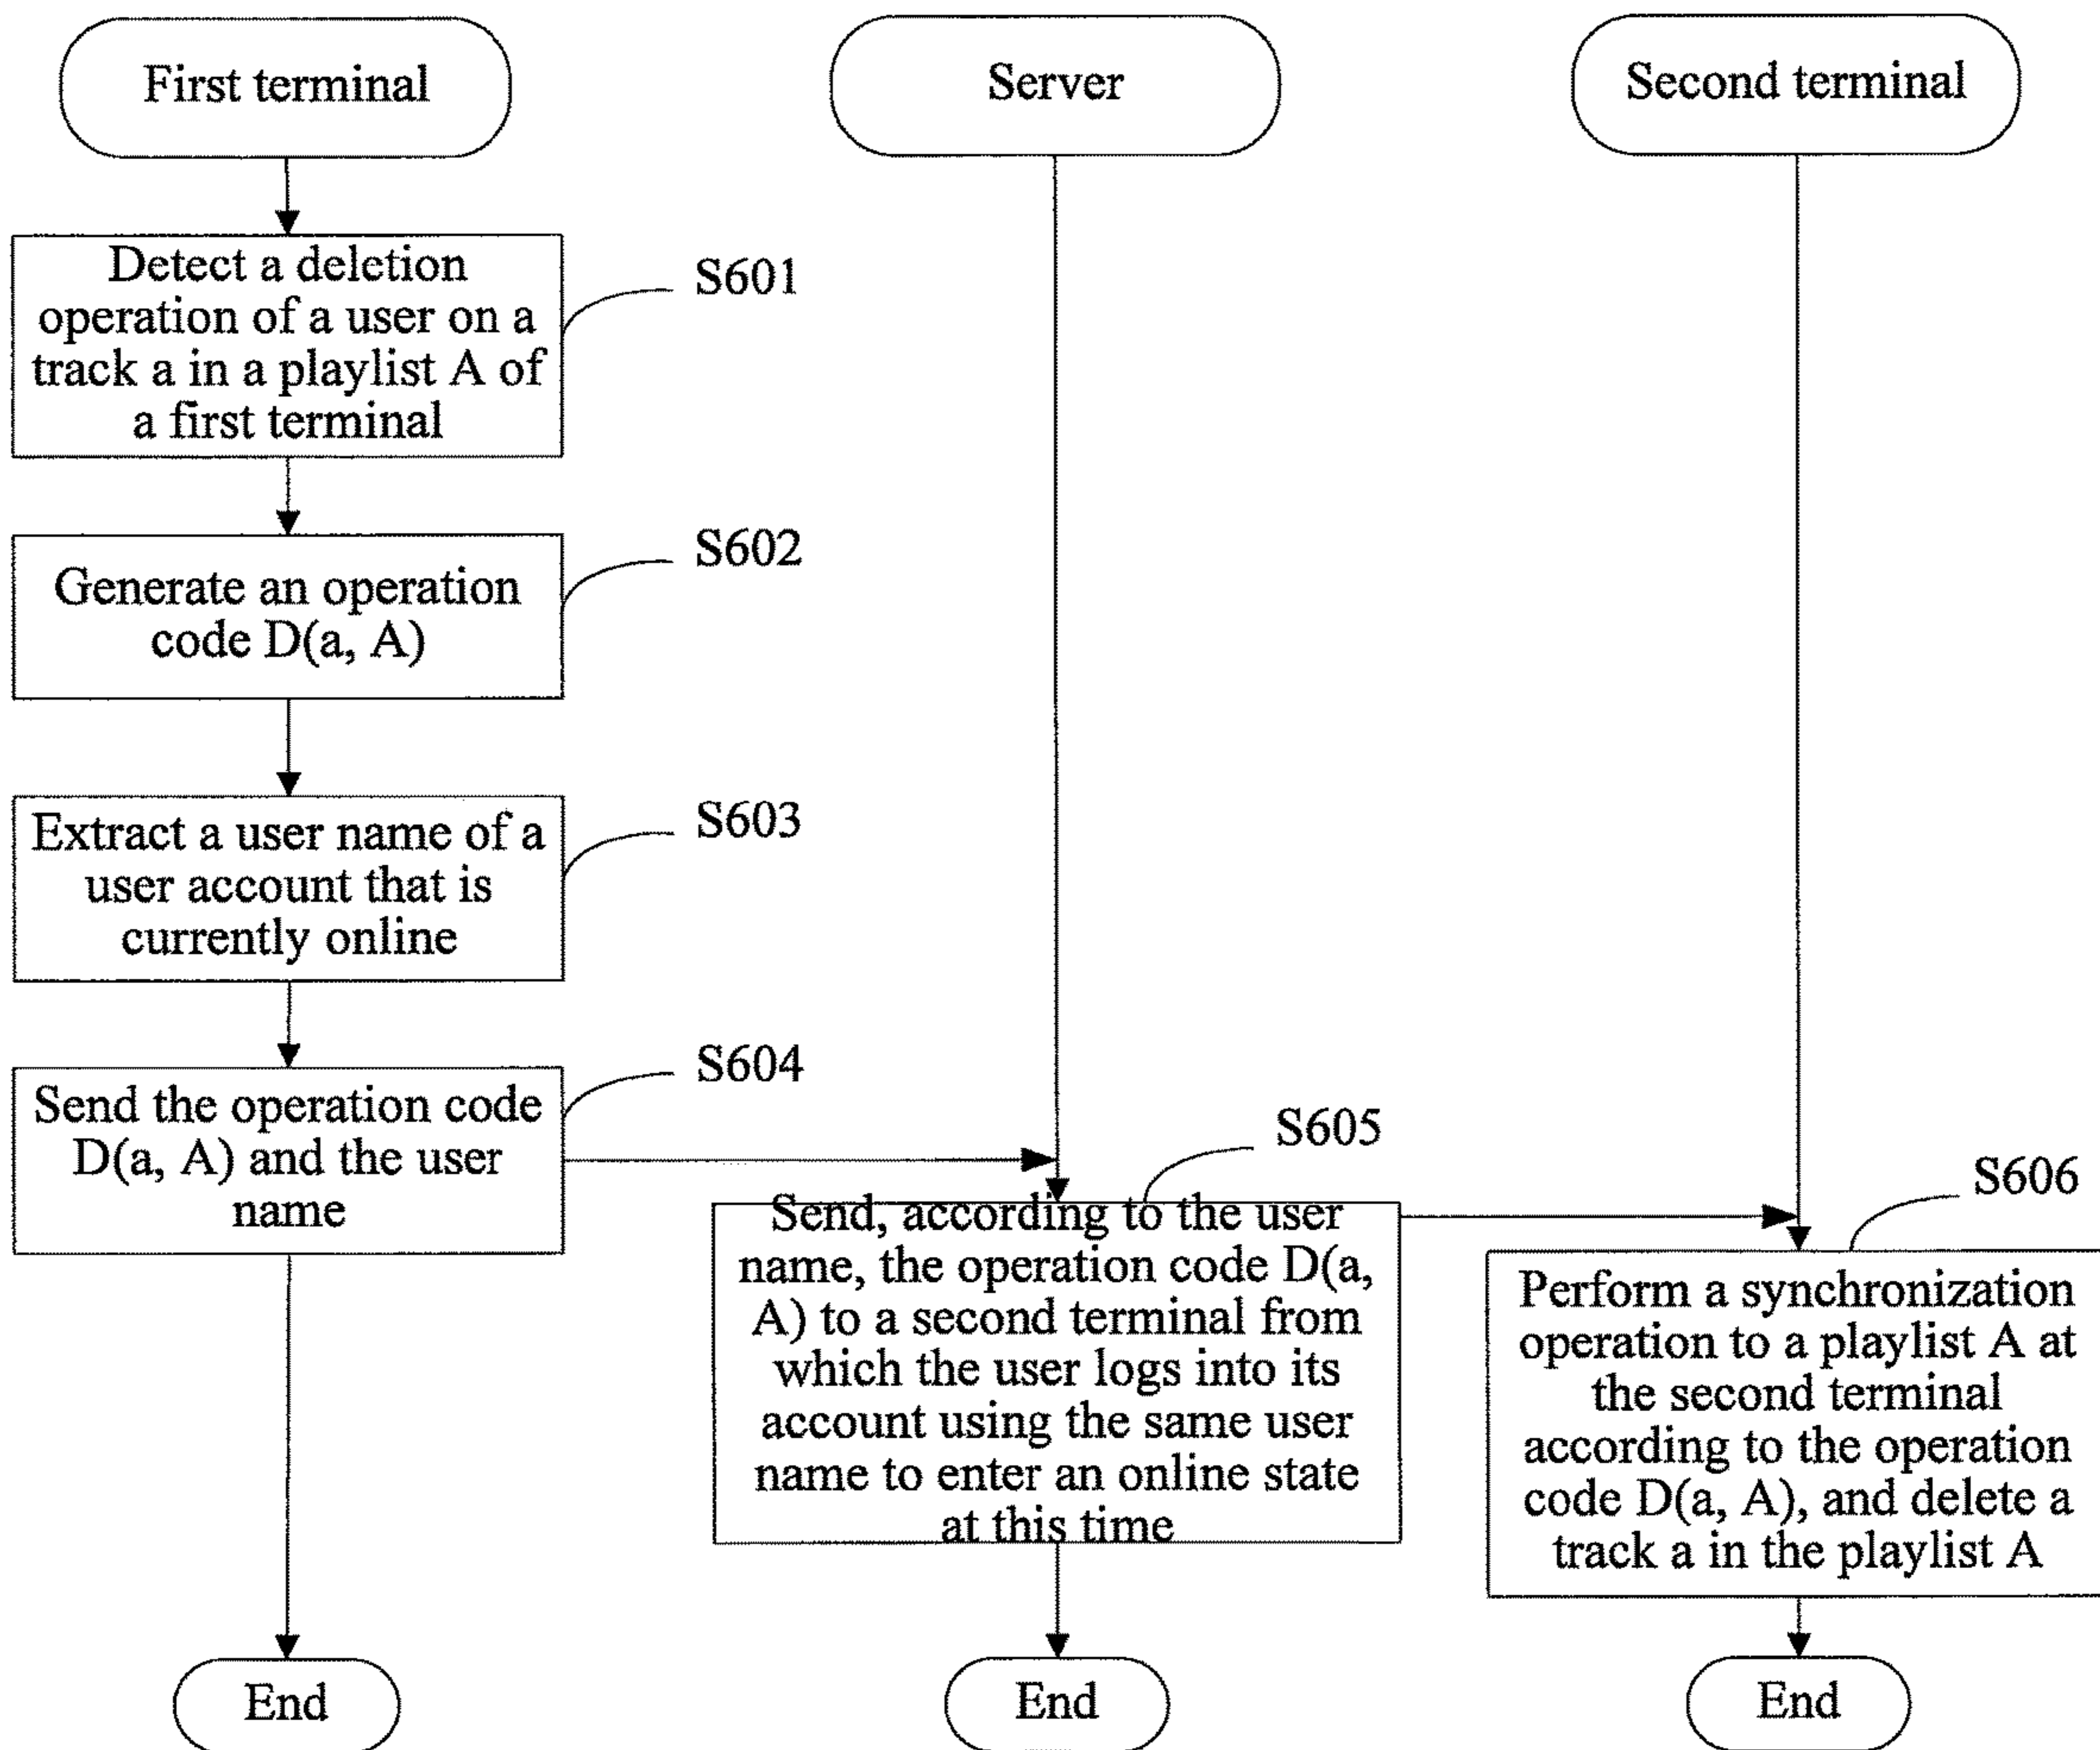 First terminal
Server
Second terminal
Detect a deletion
operation of a user on a
track a in a playlist A of
a first terminal
S601
Generate an operation
code D(a, A)
S602
Extract a user name of a
user account that is
currently online
S603
Send the operation code
D(a, A) and the user
name
S604
Send, according to the user
name, the operation code D(a,
A) to a second terminal from
which the user logs into its
account using the same user
name to enter an online state
at this time
S605
Perform a synchronization
operation to a playlist A at
the second terminal
according to the operation
code D(a, A), and delete a
track a in the playlist A
S606
End
End
End